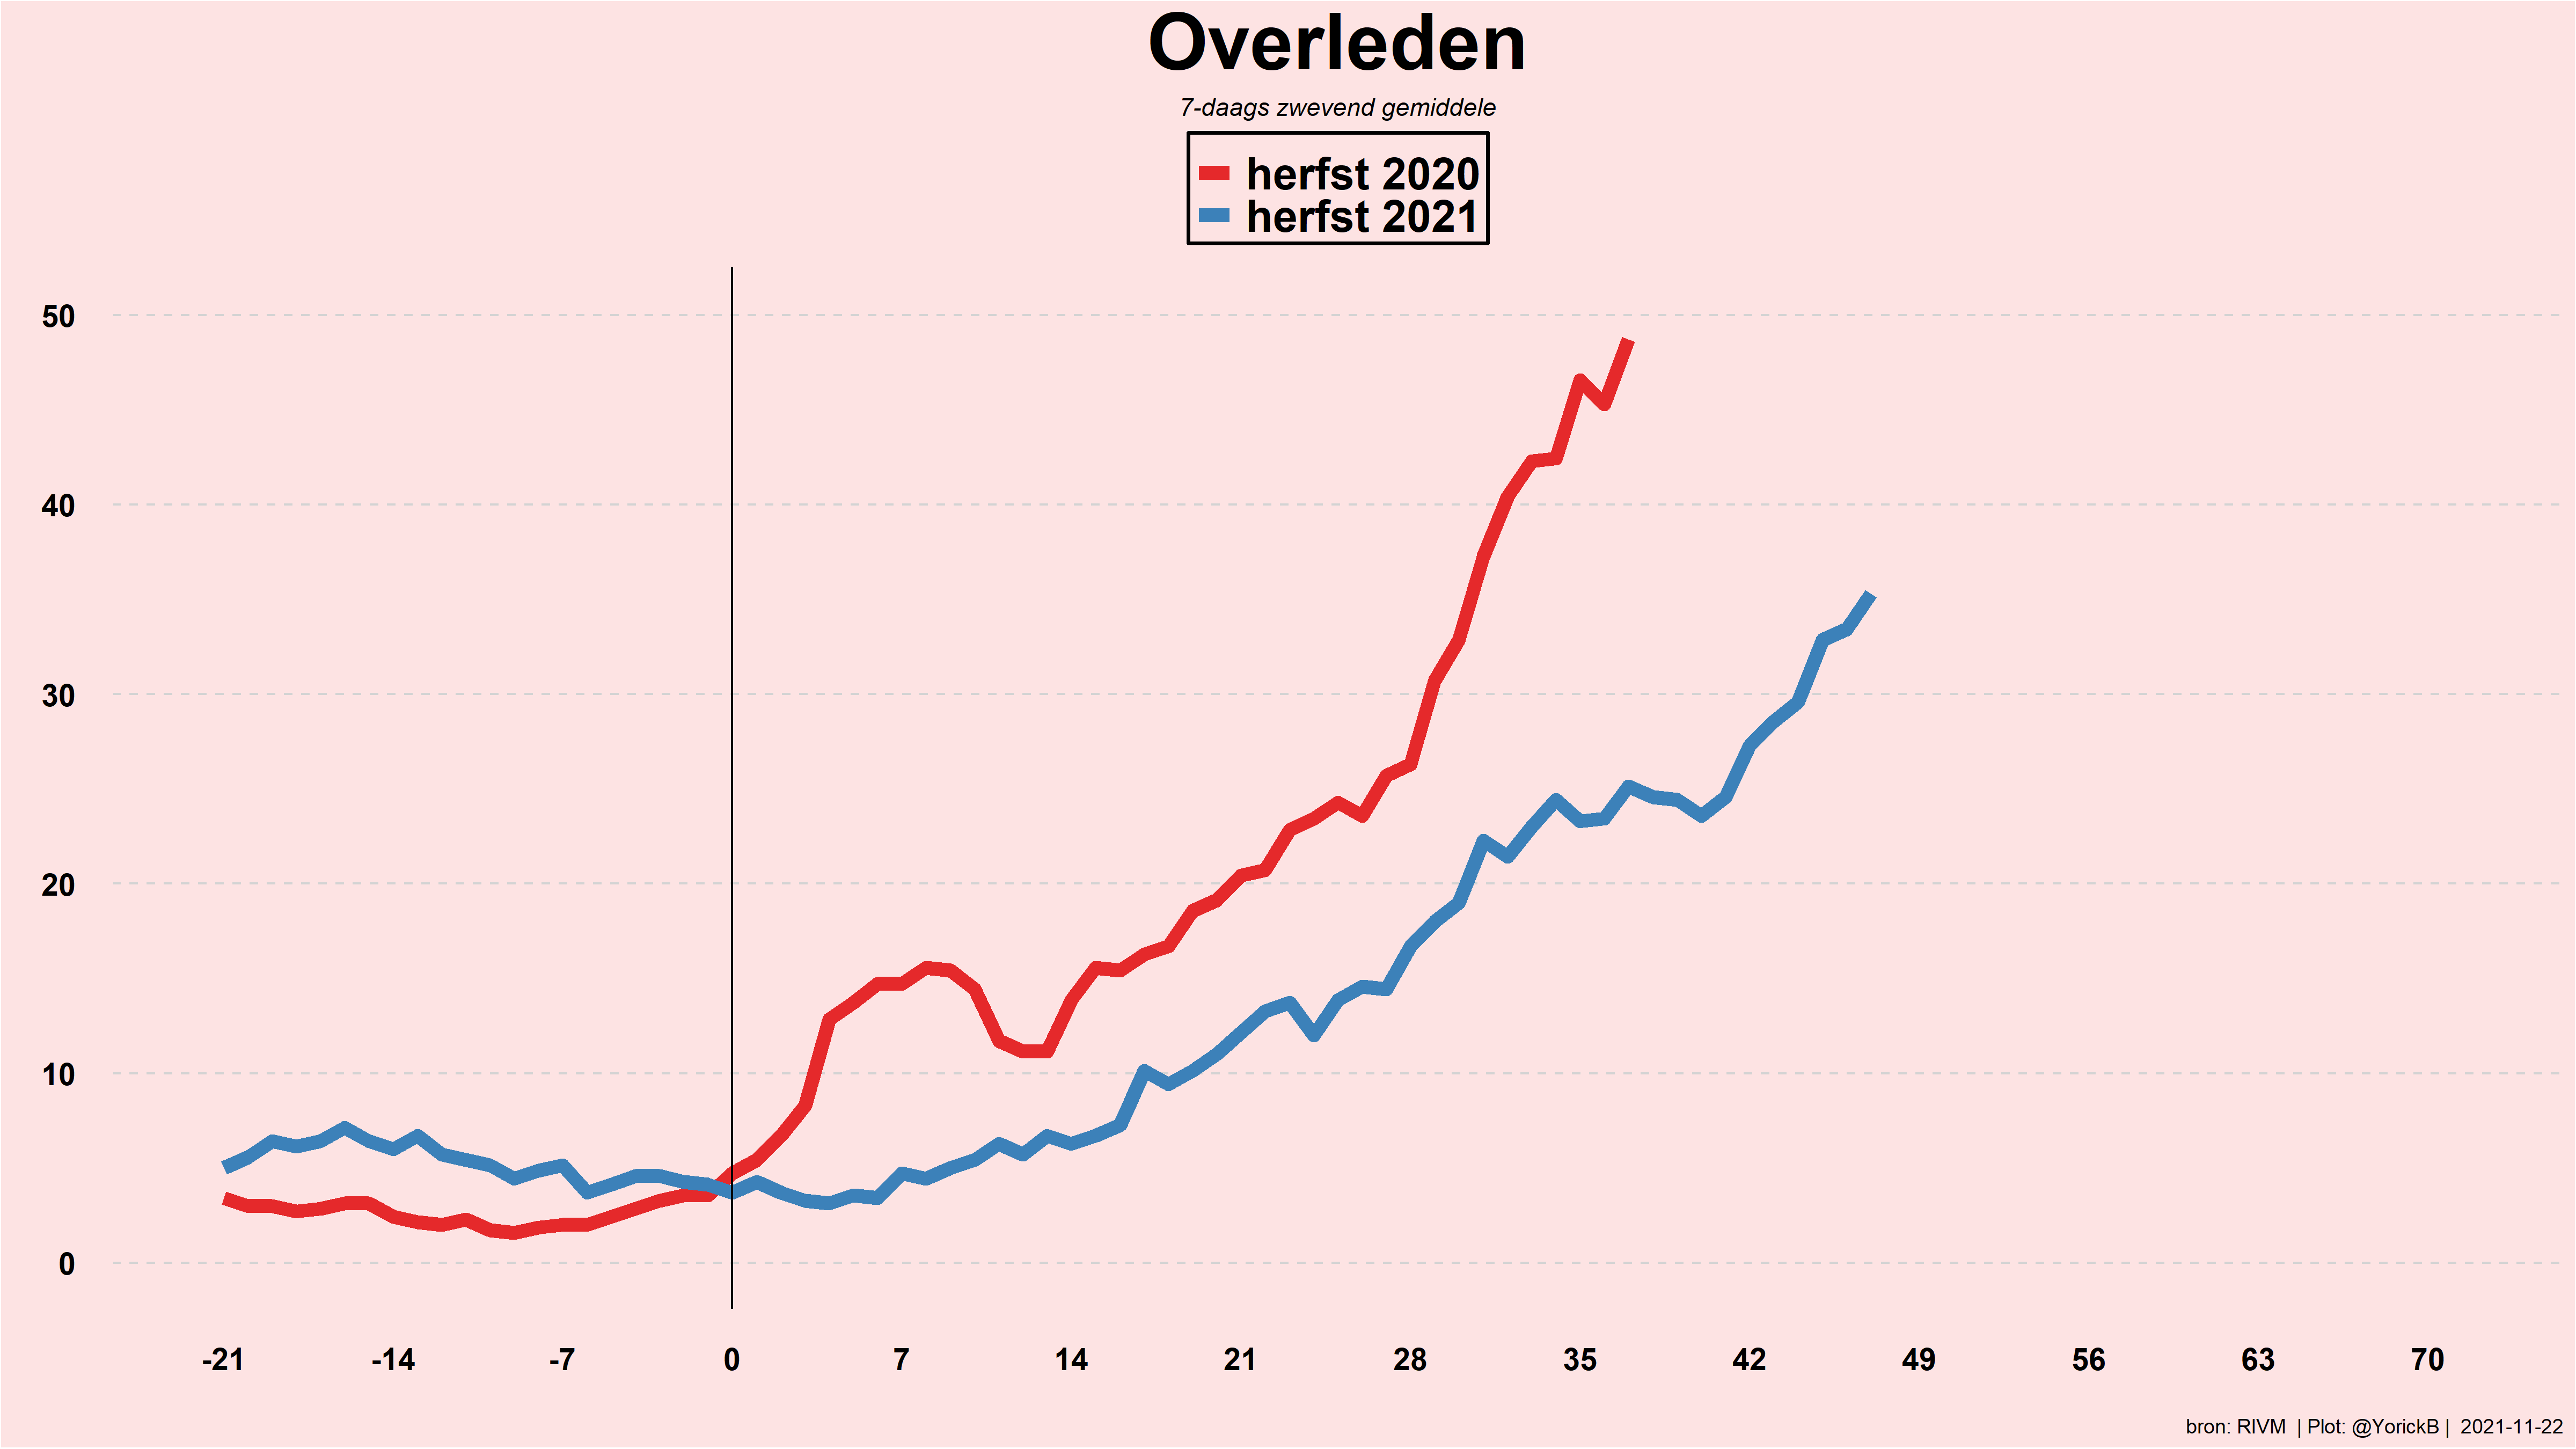 Overleden
7-daags zwevend gemiddele
herfst 2020
herfst 2021
50
40
30
20
10
0
-21 -14 -7 0 7 14 21 28 35 42 49 56 63 70
bron: RIVM | Plot: @YorickB | 2021-11-22